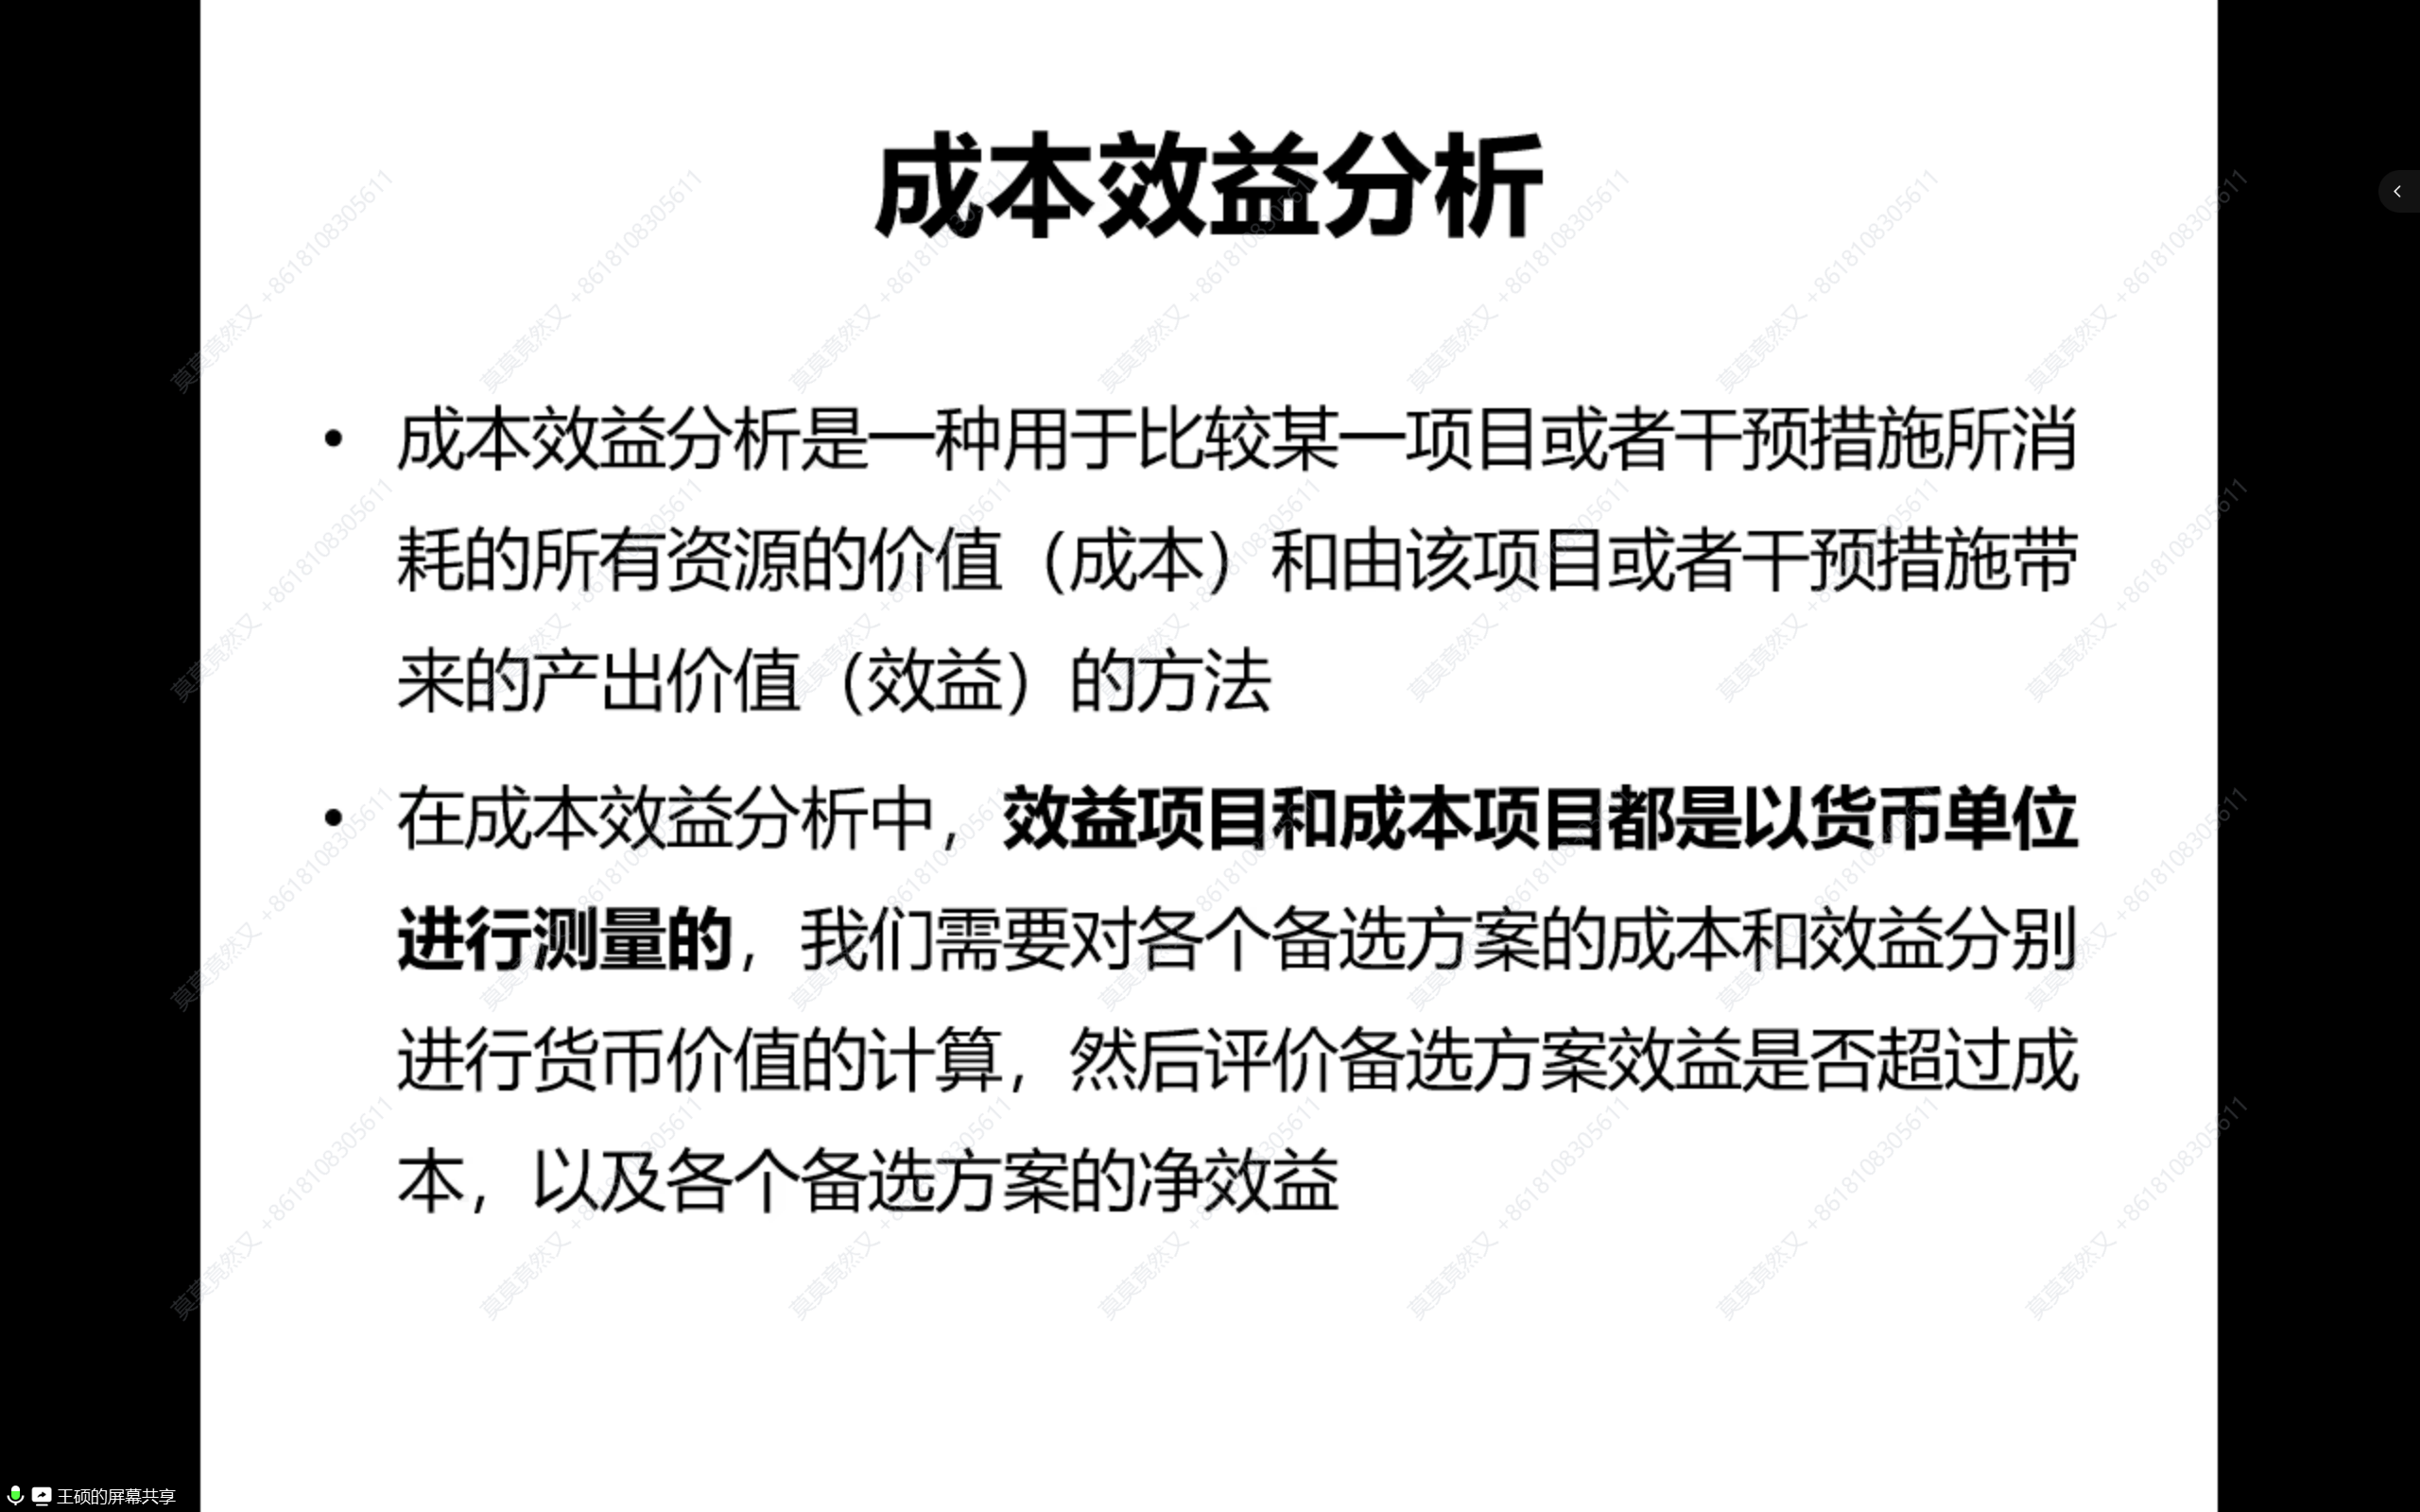 成本效益分析
• 成本效益分析是一种用于比较某一项目或者干预措施所消
耗的所有资源的价值（成本）和由该项目或者干预措施带
来的产出价值（效益）的方法
• 在成本效益分析中，效益项目和成本项目都是以货币单位
进行测量的，我们需要对各个备选方案的成本和效益分别
进行货币价值的计算，然后评价备选方案效益是否超过成
本，以及各个备选方案的净效益
莫莫竟然又 +8618108305611
王硕的屏幕共享